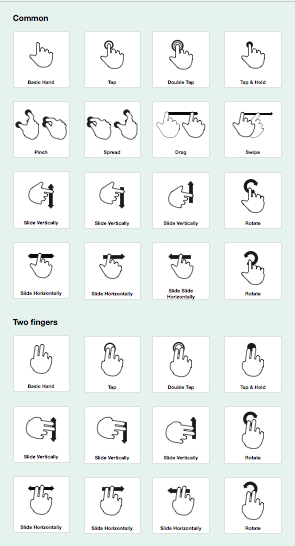 Common
Basic Hand
Tap
Double Tap
Tap & Hold
Pinch
Spread
Drag
Swipe
Slide Vertically
Slide Vertically
Slide Vertically
Rotate
Slide Horizontally
Slide Horizontally
Slide Slide
Horizontally
Rotate
Two fingers
Basic Hand
Tap
Double Tap
Tap & Hold
Slide Vertically
Slide Vertically
Slide Vertically
Rotate
Slide Horizontally
Slide Horizontally
Slide Horizontally
Rotate